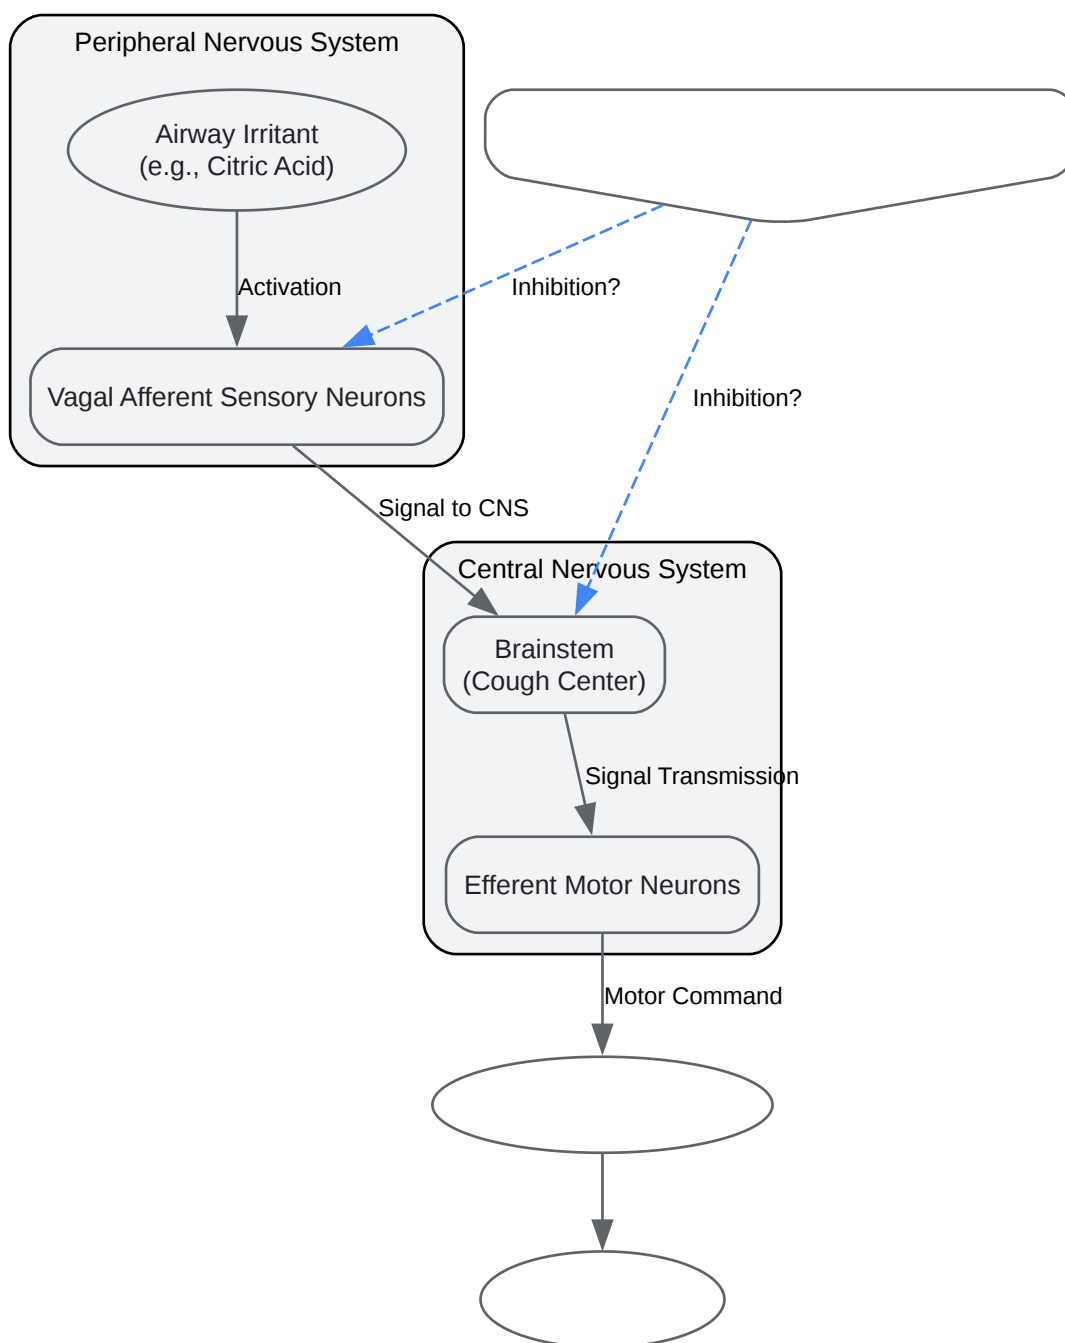 Peripheral Nervous System
Airway Irritant
(e.g., Citric Acid)
Activation
Inhibition?
Vagal Afferent Sensory Neurons
Inhibition?
Signal to CNS
Central Nervous System
Brainstem
(Cough Center)
Signal Transmission
Efferent Motor Neurons
Motor Command